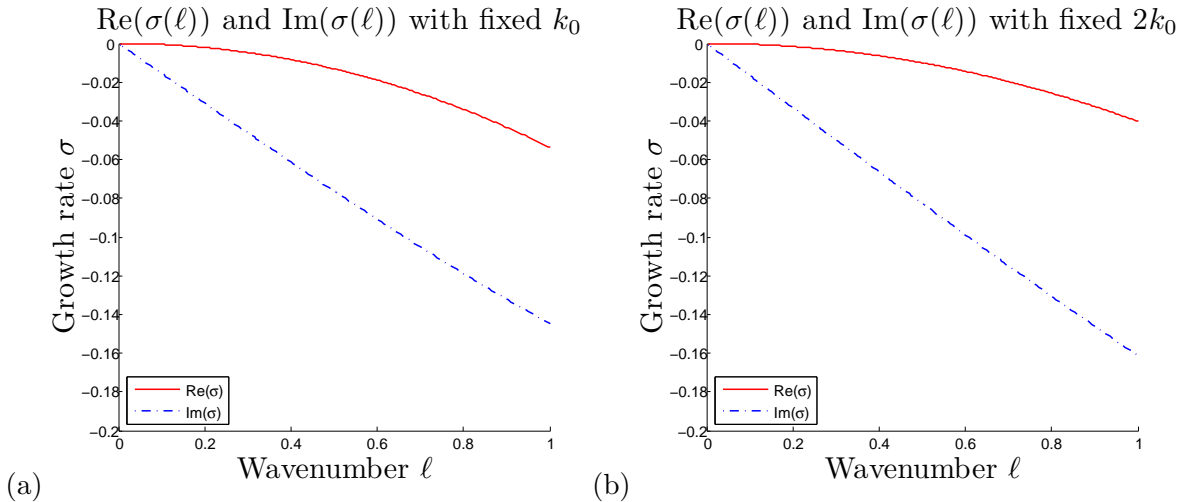 Re(σ(ℓ)) and Im(σ(ℓ)) with fixed k₀
0
−0.02
−0.04
−0.06
−0.08
−0.1
−0.12
−0.14
−0.16
−0.18
−0.2
Growth rate σ
Re(σ)
Im(σ)
0 0.2 0.4 0.6 0.8 1
Wavenumber ℓ
(a)
Re(σ(ℓ)) and Im(σ(ℓ)) with fixed 2k₀
0
−0.02
−0.04
−0.06
−0.08
−0.1
−0.12
−0.14
−0.16
−0.18
−0.2
Growth rate σ
Re(σ)
Im(σ)
0 0.2 0.4 0.6 0.8 1
Wavenumber ℓ
(b)